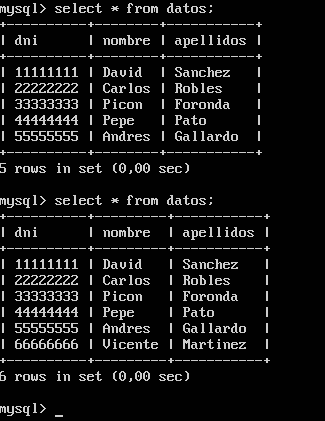 mysql> select * from datos;
+----------+---------+-----------+
| dni      | nombre  | apellidos |
+----------+---------+-----------+
| 11111111 | David   | Sanchez   |
| 22222222 | Carlos  | Robles    |
| 33333333 | Picon   | Foronda   |
| 44444444 | Pepe    | Pato      |
| 55555555 | Andres  | Gallardo  |
+----------+---------+-----------+
5 rows in set (0,00 sec)
mysql> select * from datos;
+----------+---------+-----------+
| dni      | nombre  | apellidos |
+----------+---------+-----------+
| 11111111 | David   | Sanchez   |
| 22222222 | Carlos  | Robles    |
| 33333333 | Picon   | Foronda   |
| 44444444 | Pepe    | Pato      |
| 55555555 | Andres  | Gallardo  |
| 66666666 | Vicente | Martinez  |
+----------+---------+-----------+
6 rows in set (0,00 sec)
mysql> _